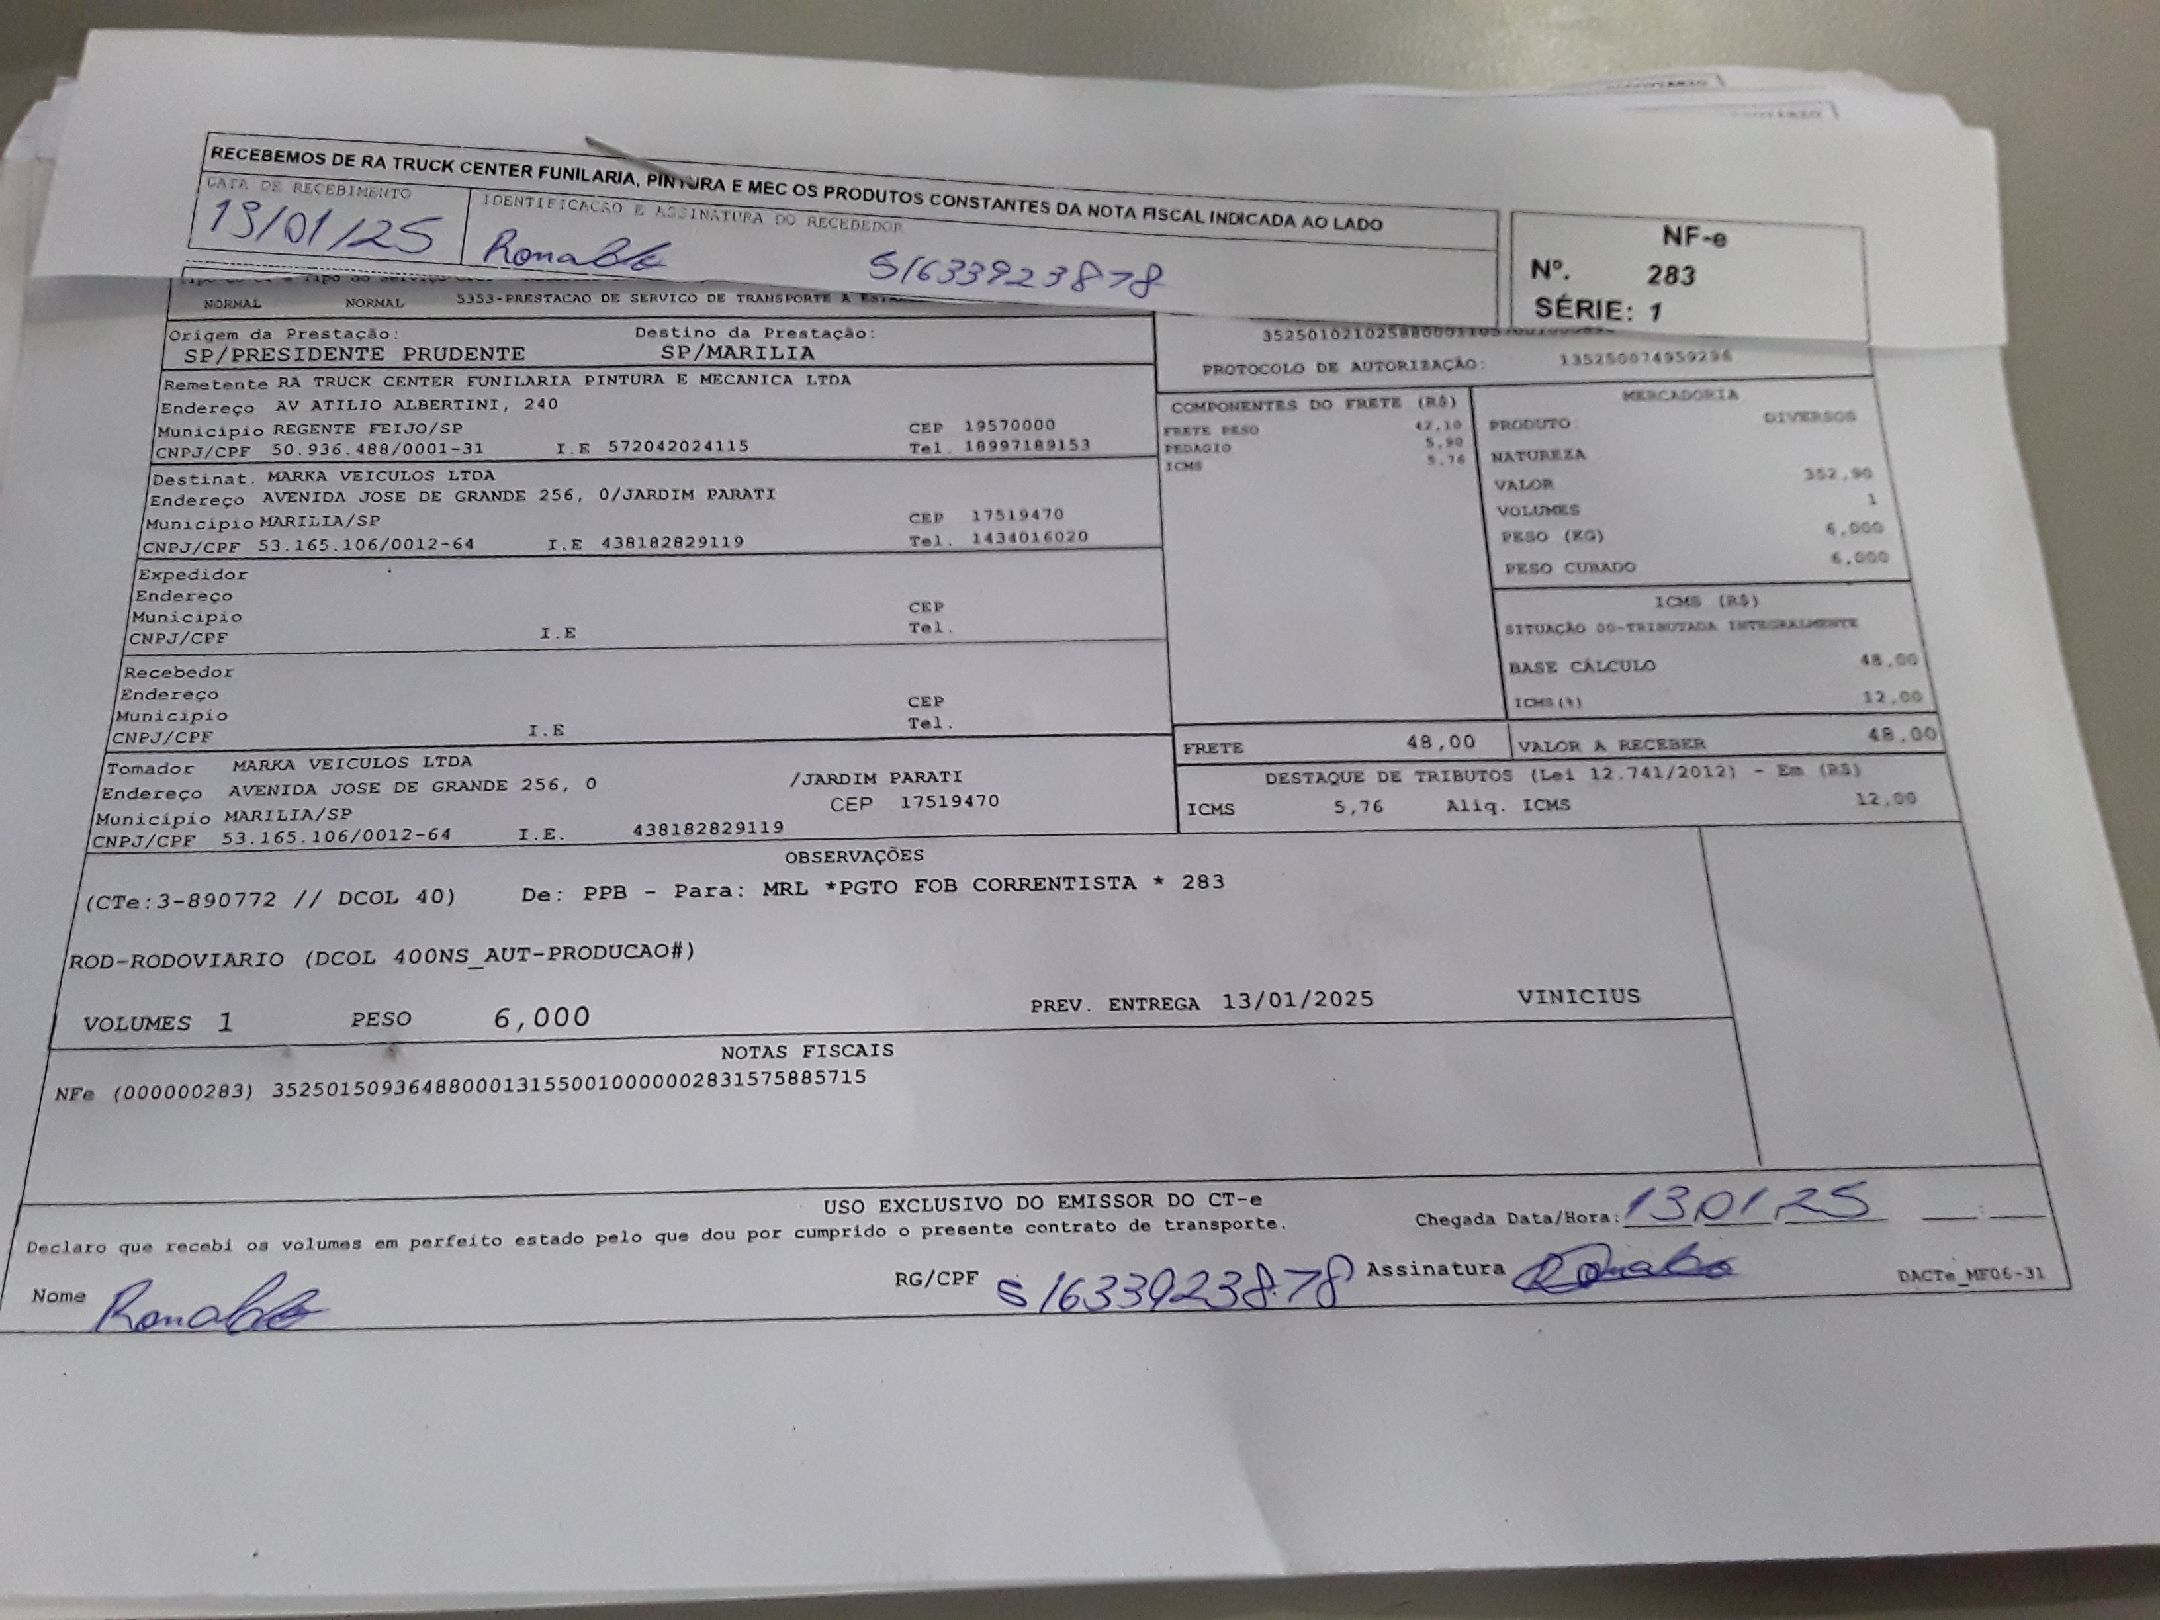 RECEBEMOS DE RA TRUCK CENTER FUNILARIA, PINTURA E MEC OS PRODUTOS CONSTANTES DA NOTA FISCAL INDICADA AO LADO
DATA DE RECEBIMENTO IDENTIFICACAO E ASSINATURA DO RECEBEDOR
13/01/25 Ronaldo 51633923878
NF-e
Nº. 283
SÉRIE: 1
NORMAL NORMAL 5353-PRESTACAO DE SERVICO DE TRANSPORTE A
Origem da Prestação: Destino da Prestação:
SP/PRESIDENTE PRUDENTE SP/MARILIA
PROTOCOLO DE AUTORIZAÇÃO: 135250074959296
Remetente RA TRUCK CENTER FUNILARIA PINTURA E MECANICA LTDA
Endereço AV ATILIO ALBERTINI, 240
Município REGENTE FEIJO/SP CEP 19570000
CNPJ/CPF 50.936.488/0001-31 I.E 572042024115 Tel. 18997189153
Destinat. MARKA VEICULOS LTDA
Endereço AVENIDA JOSE DE GRANDE 256, 0/JARDIM PARATI
Município MARILIA/SP CEP 17519470
CNPJ/CPF 53.165.106/0012-64 I.E 438182829119 Tel. 1434016020
Expedidor
Endereço
Município CEP
CNPJ/CPF I.E Tel.
Recebedor
Endereço
Município CEP
CNPJ/CPF I.E Tel.
Tomador MARKA VEICULOS LTDA
Endereço AVENIDA JOSE DE GRANDE 256, 0 /JARDIM PARATI
Município MARILIA/SP CEP 17519470
CNPJ/CPF 53.165.106/0012-64 I.E. 438182829119
COMPONENTES DO FRETE (R$)
FRETE PESO 42,10
PEDAGIO 5,90
ICMS 5,76
MERCADORIA
PRODUTO DIVERSOS
NATUREZA
VALOR 352,90
VOLUMES 1
PESO (KG) 6,000
PESO CUBADO 6,000
ICMS (R$)
SITUAÇÃO 00-TRIBUTADA INTEGRALMENTE
BASE CÁLCULO 48,00
ICMS(%) 12,00
FRETE 48,00 VALOR A RECEBER 48,00
DESTAQUE DE TRIBUTOS (Lei 12.741/2012) - Em (R$)
ICMS 5,76 Aliq. ICMS 12,00
OBSERVAÇÕES
(CTe:3-890772 // DCOL 40) De: PPB - Para: MRL *PGTO FOB CORRENTISTA * 283
ROD-RODOVIARIO (DCOL 400NS_AUT-PRODUCAO#)
VOLUMES 1 PESO 6,000 PREV. ENTREGA 13/01/2025 VINICIUS
NOTAS FISCAIS
NFe (000000283) 35250150936488000131550010000002831575885715
USO EXCLUSIVO DO EMISSOR DO CT-e
Declaro que recebi os volumes em perfeito estado pelo que dou por cumprido o presente contrato de transporte. Chegada Data/Hora: 13 01 25
Nome Ronaldo RG/CPF 51633923878 Assinatura Ronaldo DACTe_MF06-31